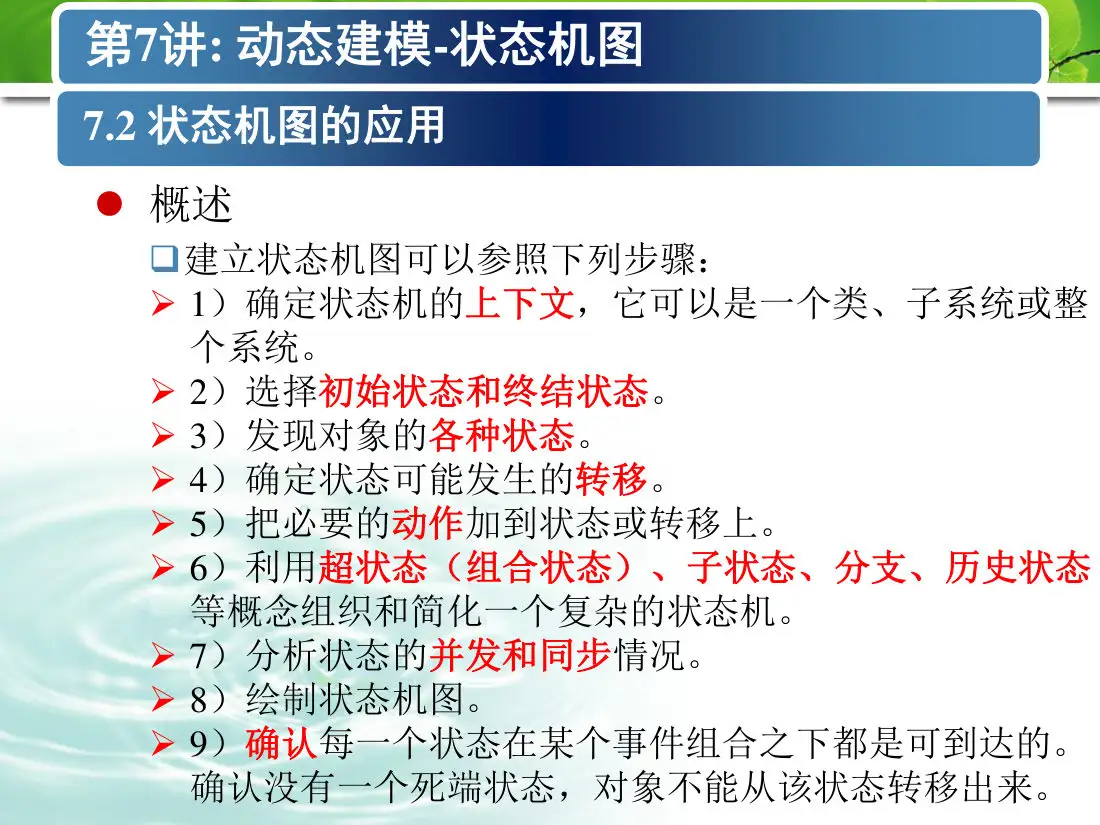 第7讲: 动态建模-状态机图
7.2 状态机图的应用
概述
建立状态机图可以参照下列步骤：
1）确定状态机的上下文，它可以是一个类、子系统或整
个系统。
2）选择初始状态和终结状态。
3）发现对象的各种状态。
4）确定状态可能发生的转移。
5）把必要的动作加到状态或转移上。
6）利用超状态（组合状态）、子状态、分支、历史状态
等概念组织和简化一个复杂的状态机。
7）分析状态的并发和同步情况。
8）绘制状态机图。
9）确认每一个状态在某个事件组合之下都是可到达的。
确认没有一个死端状态，对象不能从该状态转移出来。